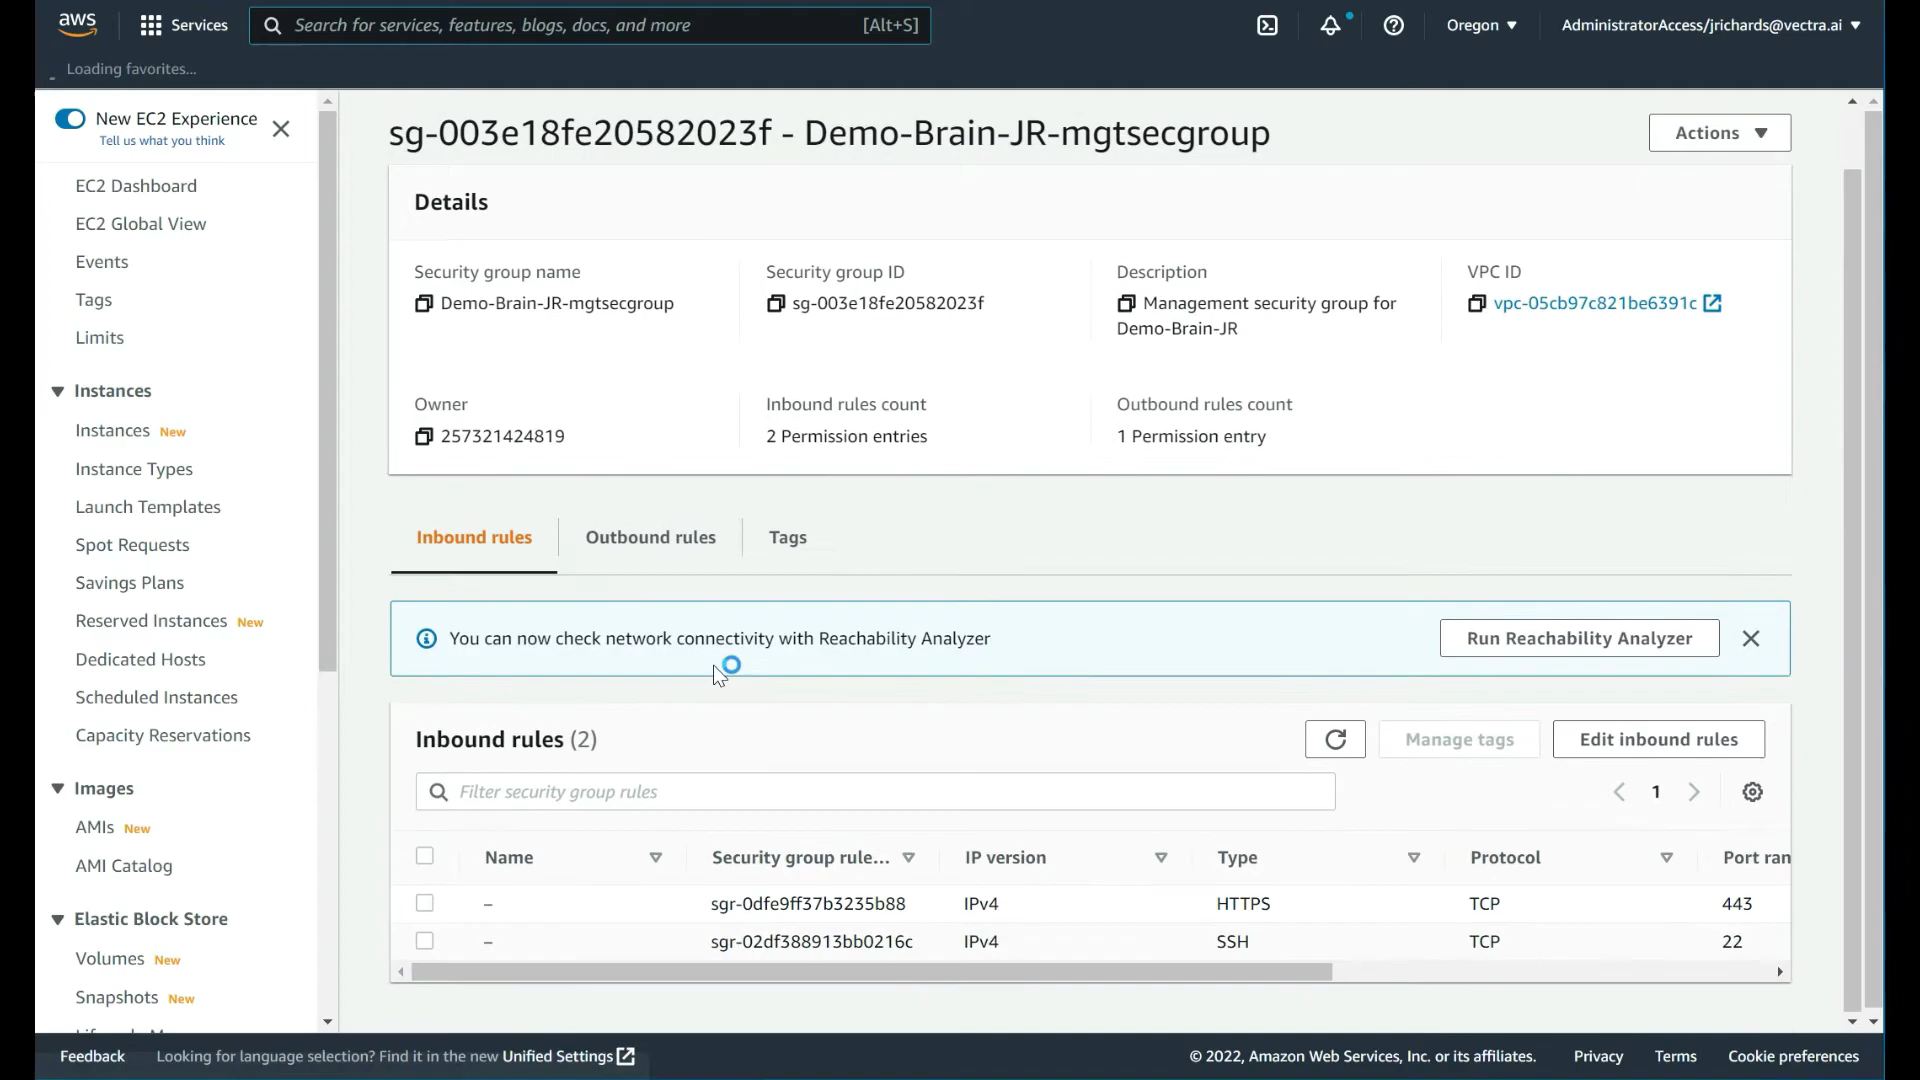 aws
Services
Search for services, features, blogs, docs, and more
[Alt+S]
Oregon
AdministratorAccess/jrichards@vectra.ai
Loading favorites...
New EC2 Experience
Tell us what you think
EC2 Dashboard
EC2 Global View
Events
Tags
Limits
Instances
Instances New
Instance Types
Launch Templates
Spot Requests
Savings Plans
Reserved Instances New
Dedicated Hosts
Scheduled Instances
Capacity Reservations
Images
AMIs New
AMI Catalog
Elastic Block Store
Volumes New
Snapshots New
sg-003e18fe20582023f - Demo-Brain-JR-mgtsecgroup
Actions
Details
Security group name
Demo-Brain-JR-mgtsecgroup
Security group ID
sg-003e18fe20582023f
Description
Management security group for
Demo-Brain-JR
VPC ID
vpc-05cb97c821be6391c
Owner
257321424819
Inbound rules count
2 Permission entries
Outbound rules count
1 Permission entry
Inbound rules
Outbound rules
Tags
You can now check network connectivity with Reachability Analyzer
Run Reachability Analyzer
Inbound rules (2)
Manage tags
Edit inbound rules
Filter security group rules
1
Name Security group rule... IP version Type Protocol Port ran
– sgr-0dfe9ff37b3235b88 IPv4 HTTPS TCP 443
– sgr-02df388913bb0216c IPv4 SSH TCP 22
Feedback
Looking for language selection? Find it in the new Unified Settings
© 2022, Amazon Web Services, Inc. or its affiliates.
Privacy
Terms
Cookie preferences